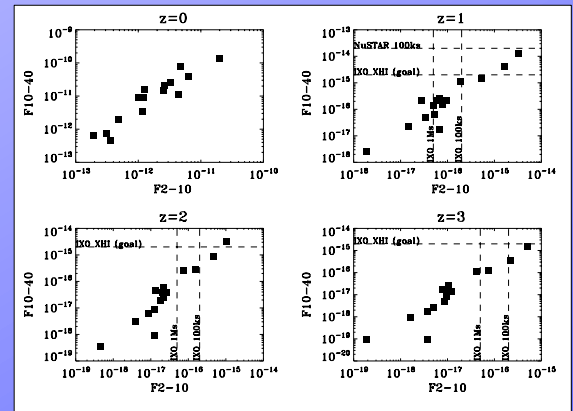 z=0
10⁻⁹
10⁻¹⁰
10⁻¹¹
10⁻¹²
10⁻¹³
F10-40
10⁻¹³ 10⁻¹² 10⁻¹¹ 10⁻¹⁰
F2-10
z=1
10⁻¹³
NuSTAR 100ks
10⁻¹⁴
IXO XHI (goal)
10⁻¹⁵
10⁻¹⁶
10⁻¹⁷
10⁻¹⁸
F10-40
IXO_1Ms
IXO_100ks
10⁻¹⁸ 10⁻¹⁷ 10⁻¹⁶ 10⁻¹⁵ 10⁻¹⁴
F2-10
z=2
10⁻¹⁴
IXO XHI (goal)
10⁻¹⁵
10⁻¹⁶
10⁻¹⁷
10⁻¹⁸
10⁻¹⁹
F10-40
IXO_1Ms
IXO_100ks
10⁻¹⁹ 10⁻¹⁸ 10⁻¹⁷ 10⁻¹⁶ 10⁻¹⁵ 10⁻¹⁴
F2-10
z=3
10⁻¹⁴
IXO XHI (goal)
10⁻¹⁵
10⁻¹⁶
10⁻¹⁷
10⁻¹⁸
10⁻¹⁹
10⁻²⁰
F10-40
IXO_1Ms
IXO_100ks
10⁻¹⁹ 10⁻¹⁸ 10⁻¹⁷ 10⁻¹⁶ 10⁻¹⁵
F2-10